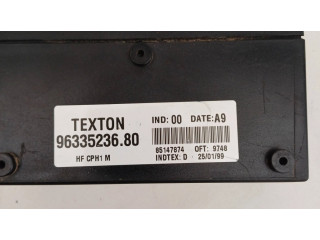 TEXTON IND: 00 DATE: A9
96335236.80
85147874 OFT: 9748
HF CPH1 M INDTEX: D 25/01/99